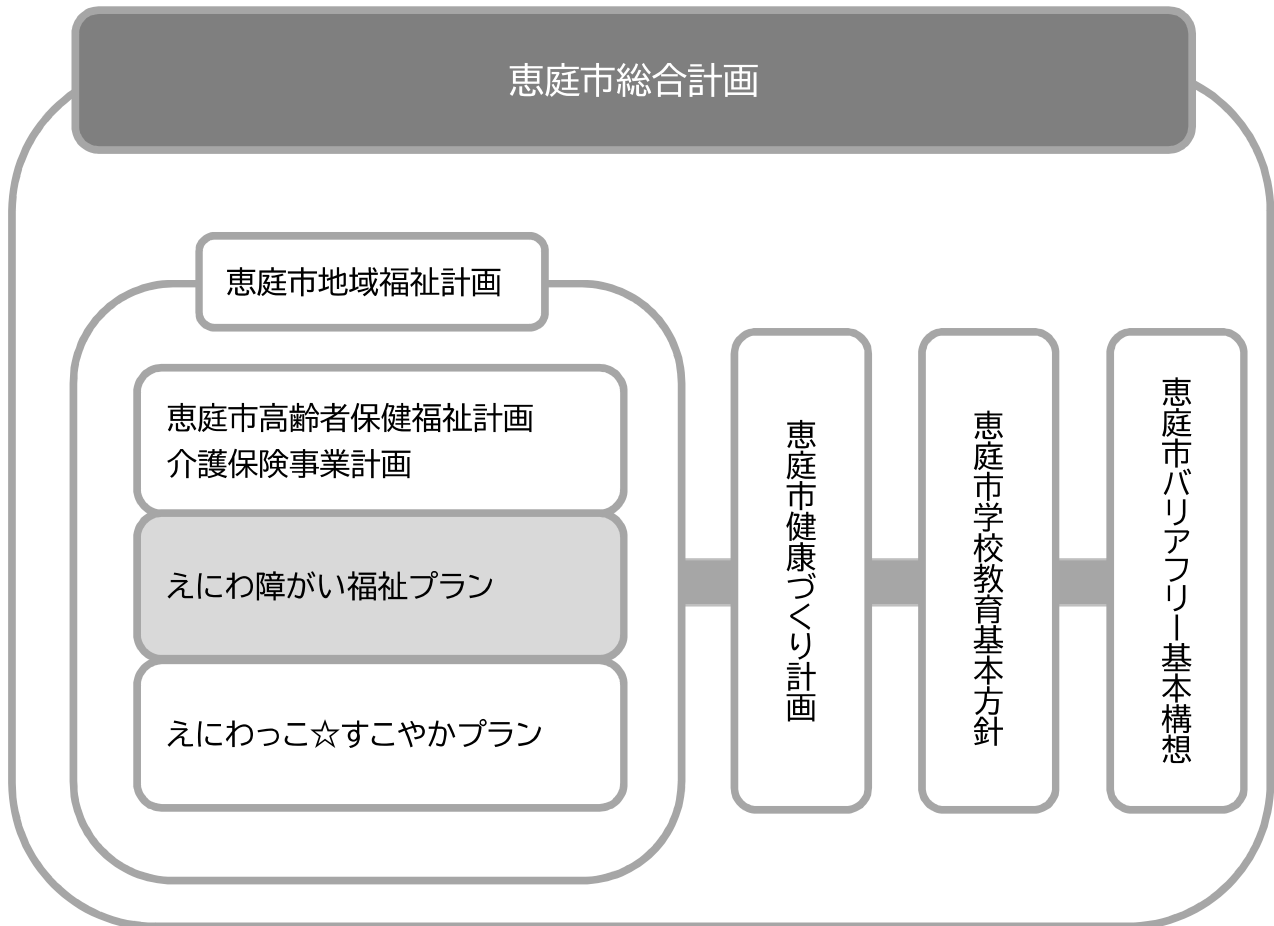 恵庭市総合計画
恵庭市地域福祉計画
恵庭市高齢者保健福祉計画
介護保険事業計画
えにわ障がい福祉プラン
えにわっこ☆すこやかプラン
恵庭市健康づくり計画
恵庭市学校教育基本方針
恵庭市バリアフリー基本構想